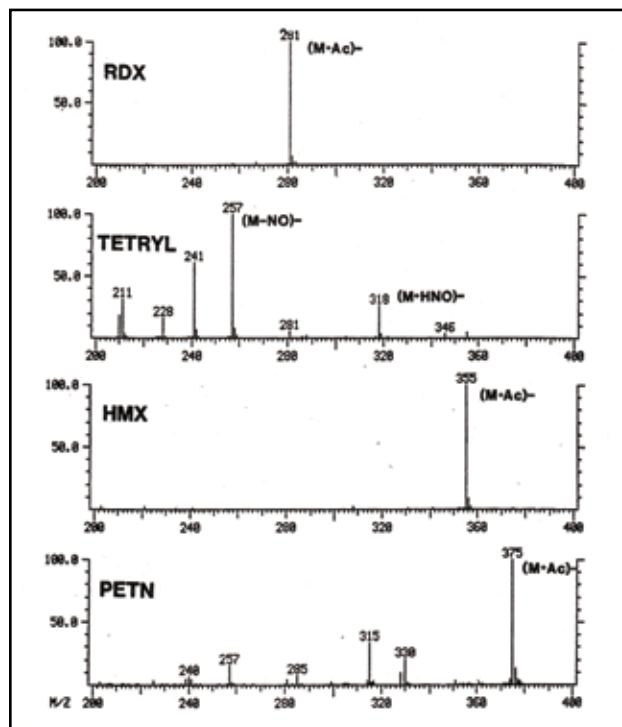 100.0
281
(M·Ac)-
RDX
50.0
200 240 280 320 360 400
100.0
257
(M-NO)-
TETRYL
241
50.0
211
228
281
318
(M-HNO)-
346
200 240 280 320 360 400
100.0
355
(M·Ac)-
HMX
50.0
200 240 280 320 360 400
100.0
375
(M·Ac)-
PETN
50.0
240
257
285
315
330
M/Z 200 240 280 320 360 400